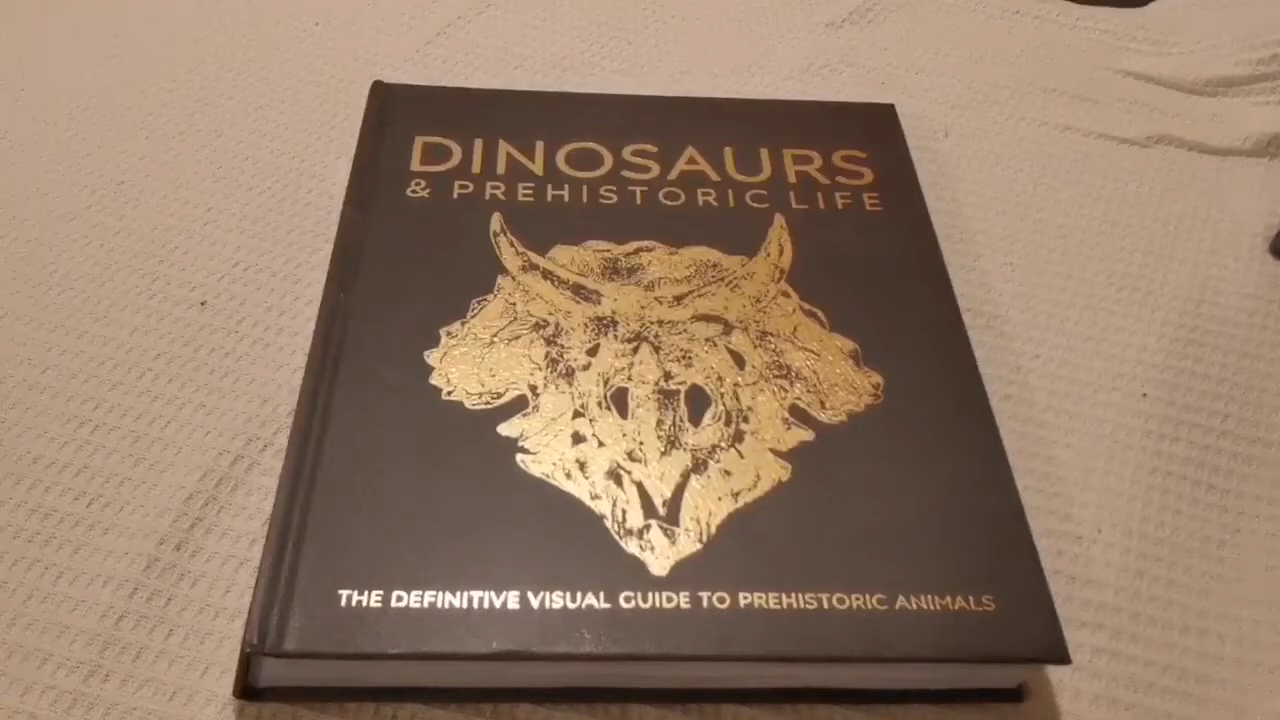 DINOSAURS
& PREHISTORIC LIFE
THE DEFINITIVE VISUAL GUIDE TO PREHISTORIC ANIMALS